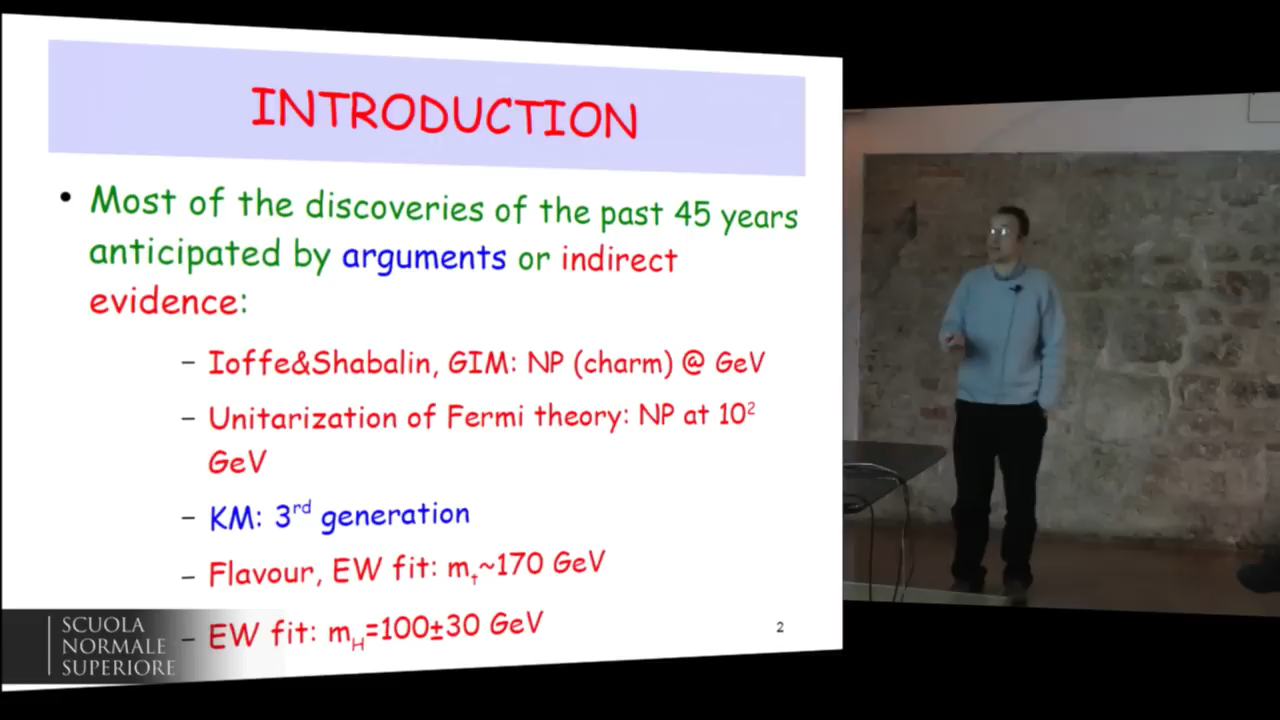 INTRODUCTION
• Most of the discoveries of the past 45 years
anticipated by arguments or indirect
evidence:
– Ioffe&Shabalin, GIM: NP (charm) @ GeV
– Unitarization of Fermi theory: NP at 10²
GeV
– KM: 3rd generation
– Flavour, EW fit: mt~170 GeV
– EW fit: mH=100±30 GeV
2
SCUOLA
NORMALE
SUPERIORE